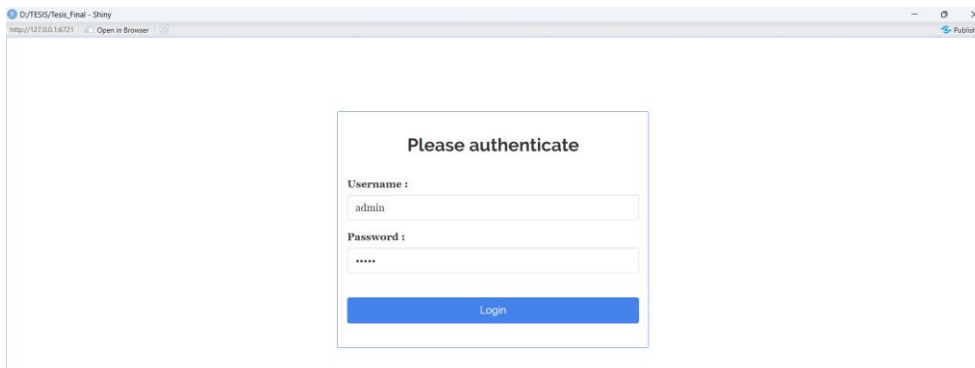 D:/TESIS/Tesis_Final - Shiny
http://127.0.0.1:6721 Open in Browser Publish
Please authenticate
Username :
admin
Password :
•••••
Login